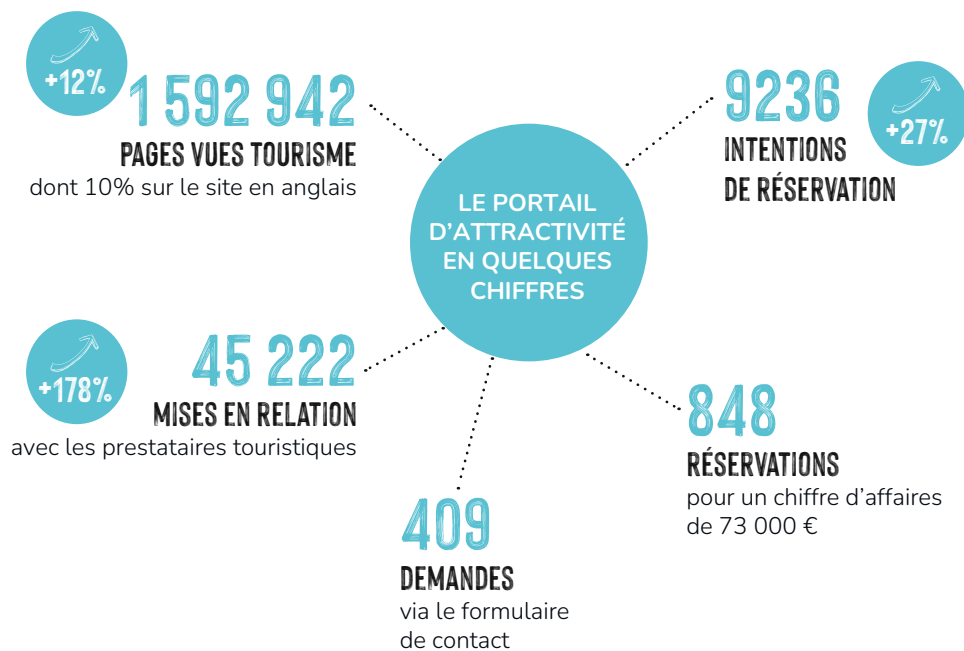 +12%
1 592 942
PAGES VUES TOURISME
dont 10% sur le site en anglais
9236
+27%
INTENTIONS
DE RÉSERVATION
LE PORTAIL
D'ATTRACTIVITÉ
EN QUELQUES
CHIFFRES
+178%
45 222
MISES EN RELATION
avec les prestataires touristiques
848
RÉSERVATIONS
pour un chiffre d'affaires
de 73 000 €
409
DEMANDES
via le formulaire
de contact